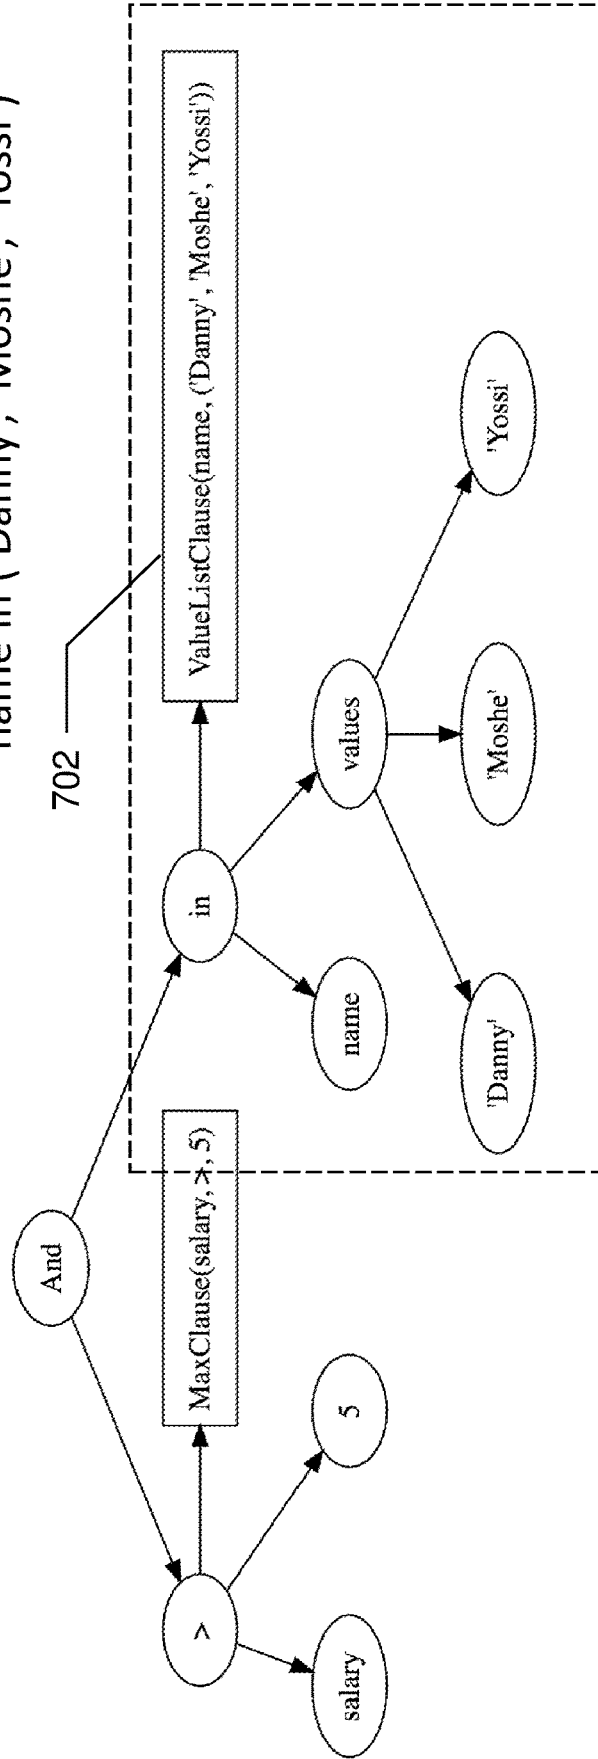 name in ('Danny', 'Moshe', 'Yossi')
702
And
>
MaxClause(salary, >, 5)
in
ValueListClause(name, ('Danny', 'Moshe', 'Yossi'))
salary
5
name
values
'Danny'
'Moshe'
'Yossi'